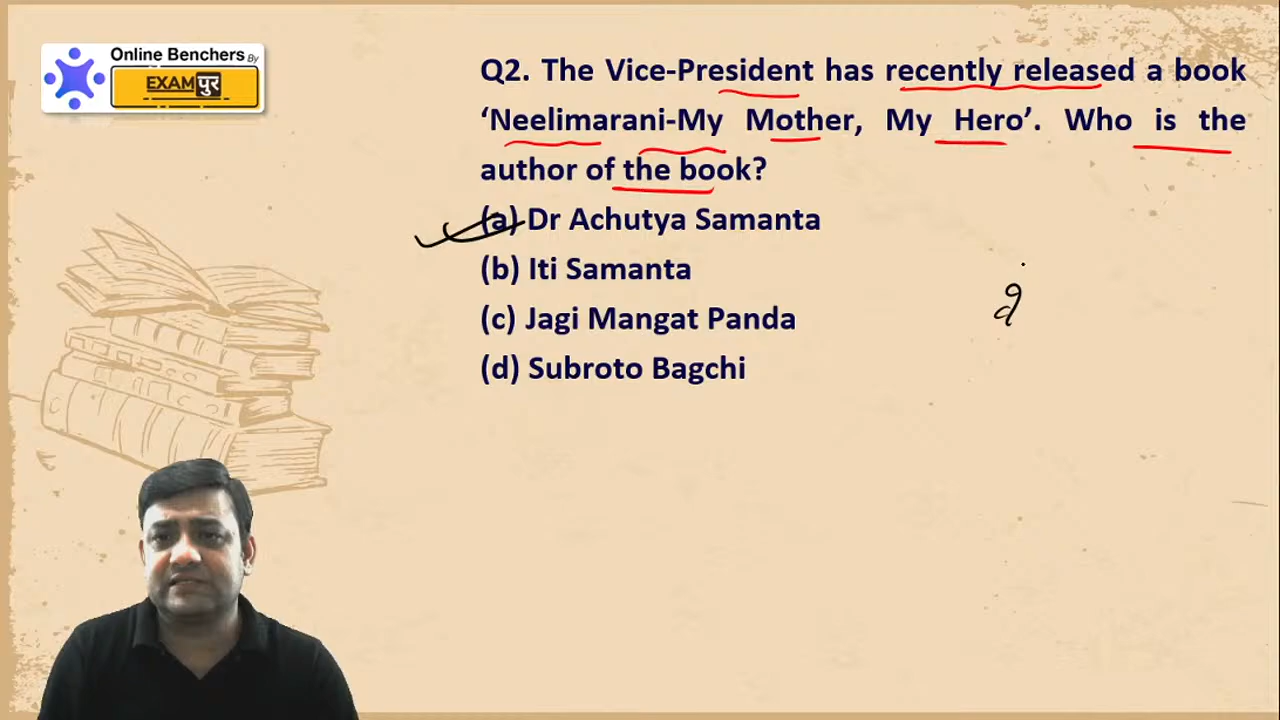 Online Benchers By
EXAMपुर
Q2. The Vice-President has recently released a book
‘Neelimarani-My Mother, My Hero’. Who is the
author of the book?
(a) Dr Achutya Samanta
(b) Iti Samanta
(c) Jagi Mangat Panda
(d) Subroto Bagchi